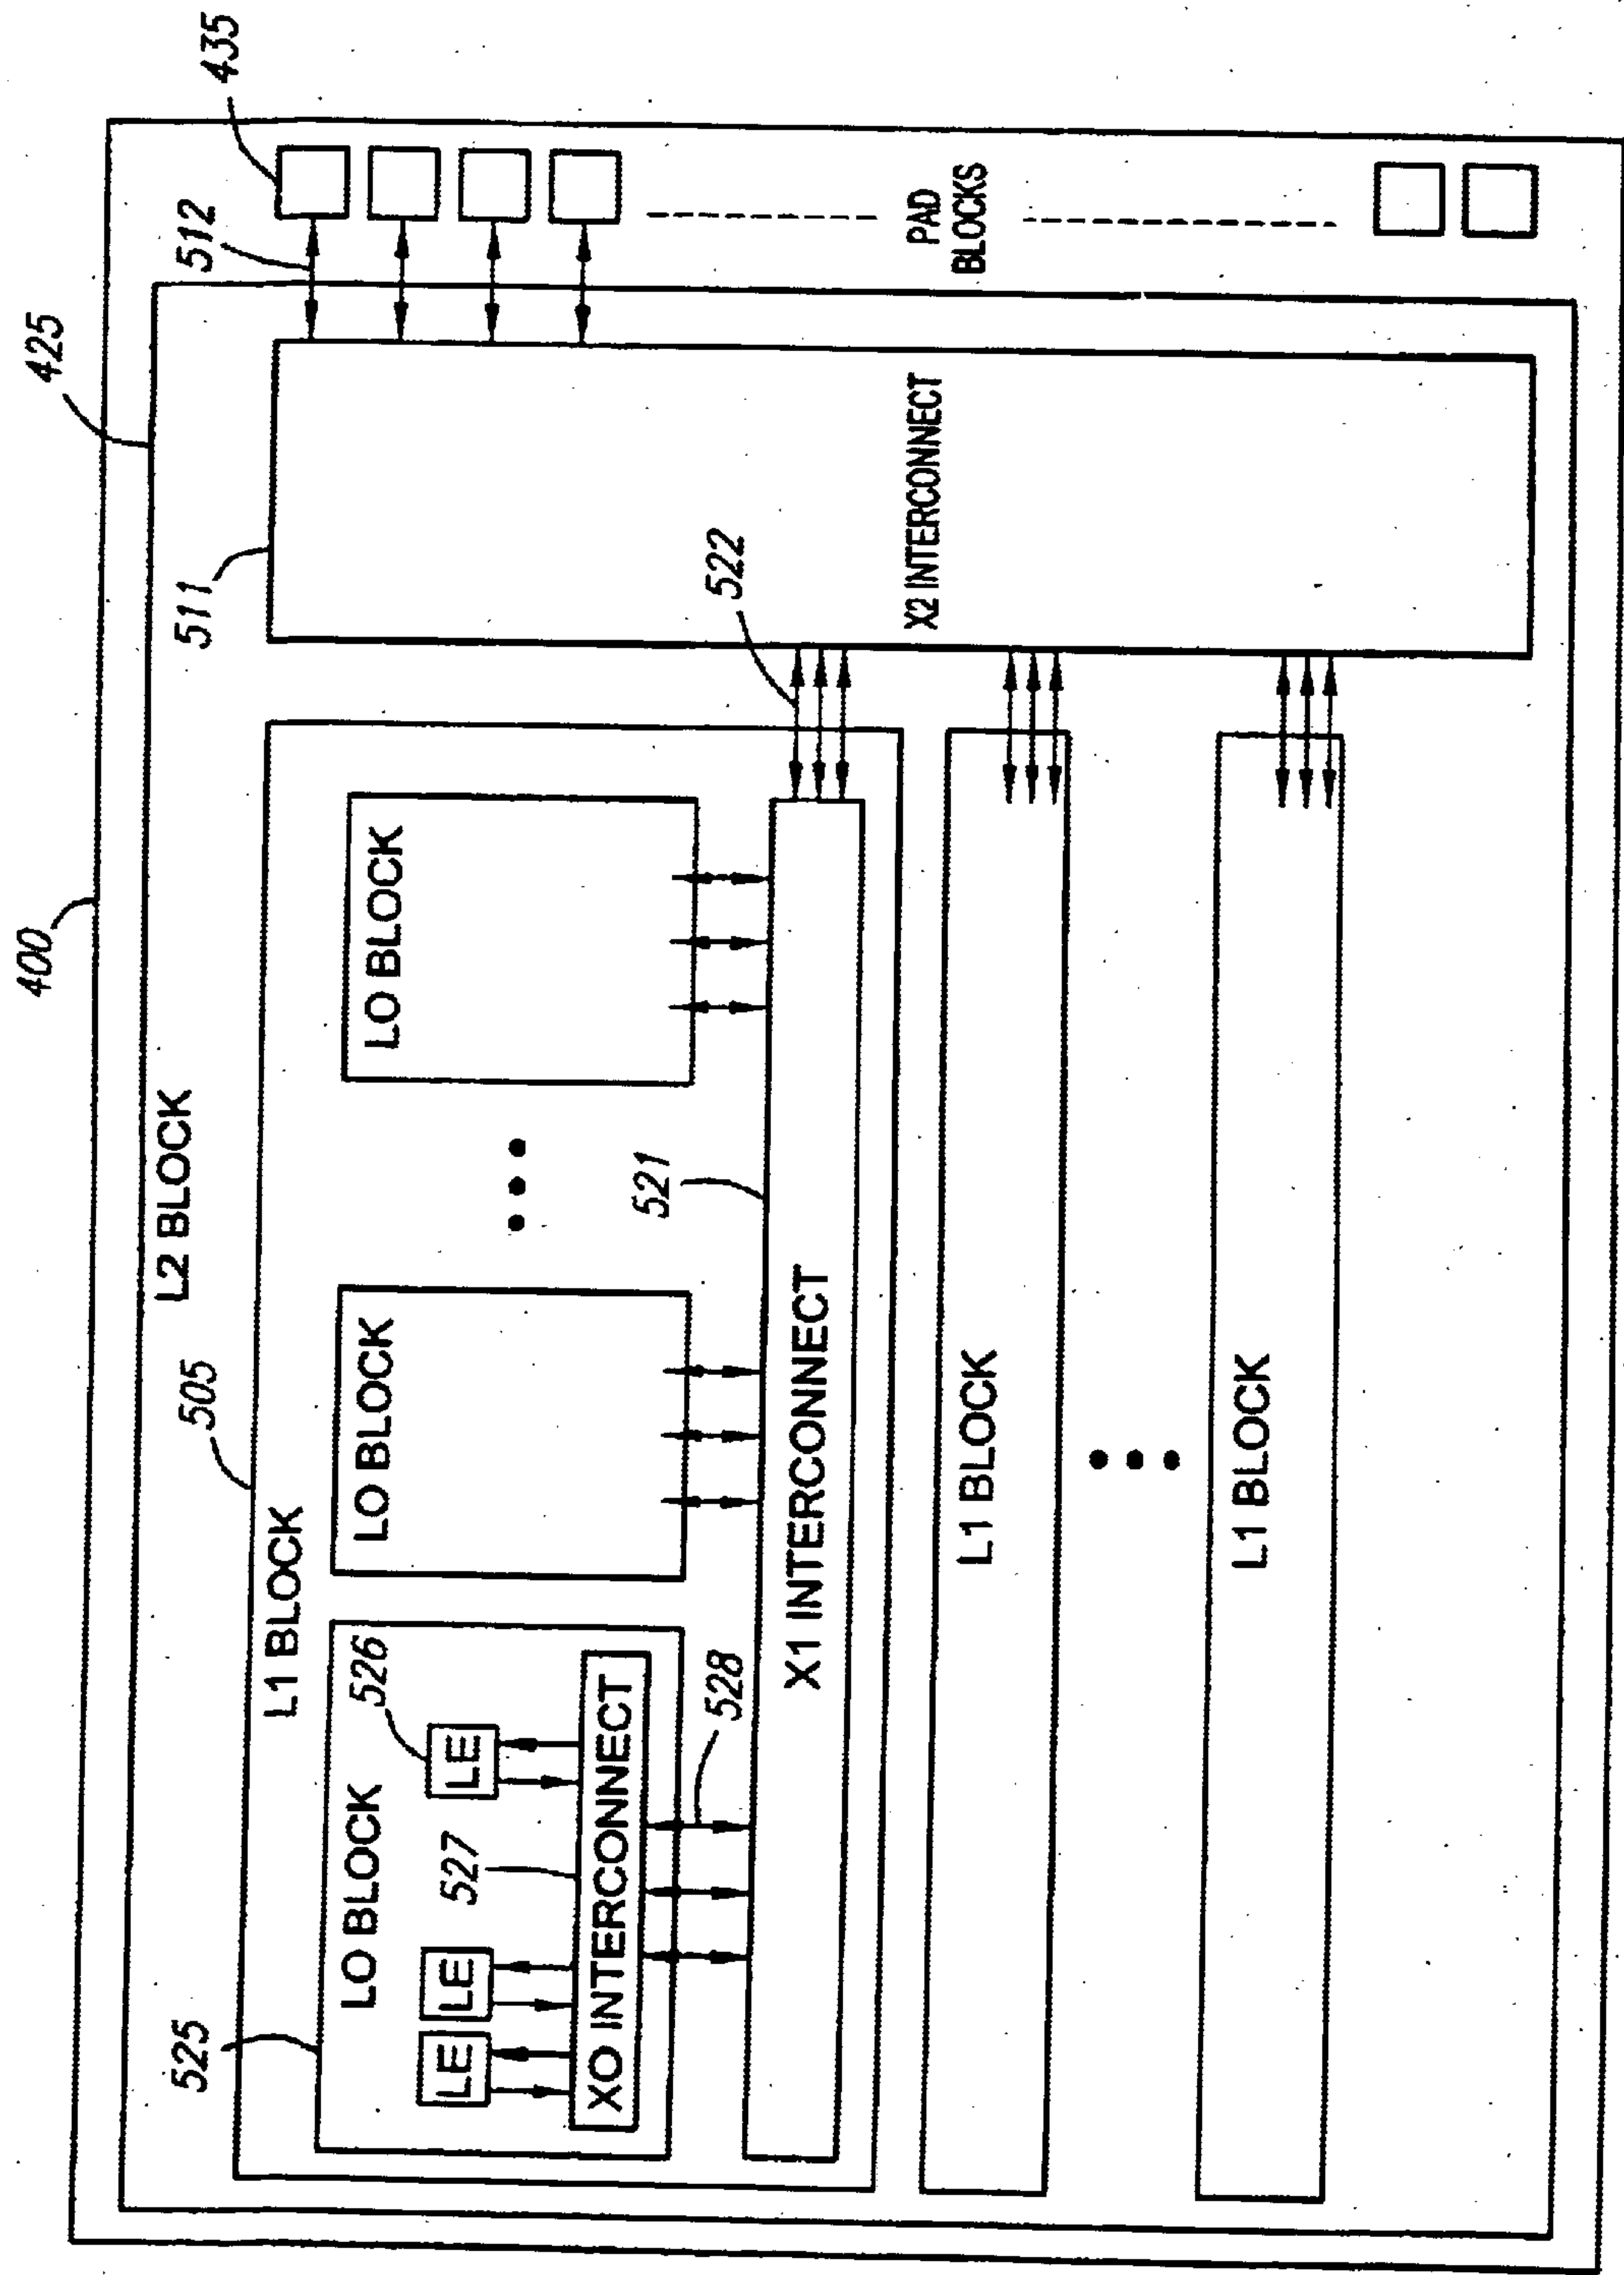 400
425
435
L2 BLOCK
511
512
505
L1 BLOCK
525
LO BLOCK
526
LE
LE
LE
527
XO INTERCONNECT
528
LO BLOCK
LO BLOCK
521
X1 INTERCONNECT
522
X2 INTERCONNECT
PAD
BLOCKS
L1 BLOCK
L1 BLOCK